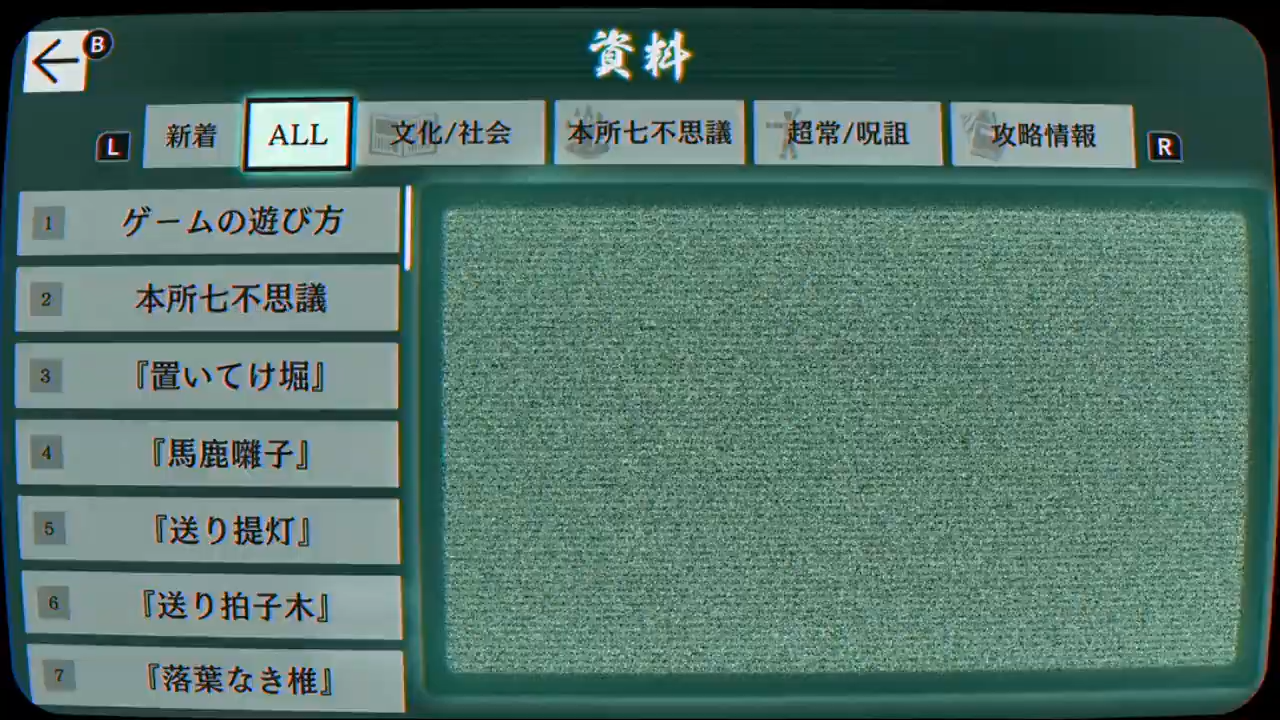 B
資料
L
新着
ALL
文化/社会
本所七不思議
超常/呪詛
攻略情報
R
1 ゲームの遊び方
2 本所七不思議
3 『置いてけ堀』
4 『馬鹿囃子』
5 『送り提灯』
6 『送り拍子木』
7 『落葉なき椎』